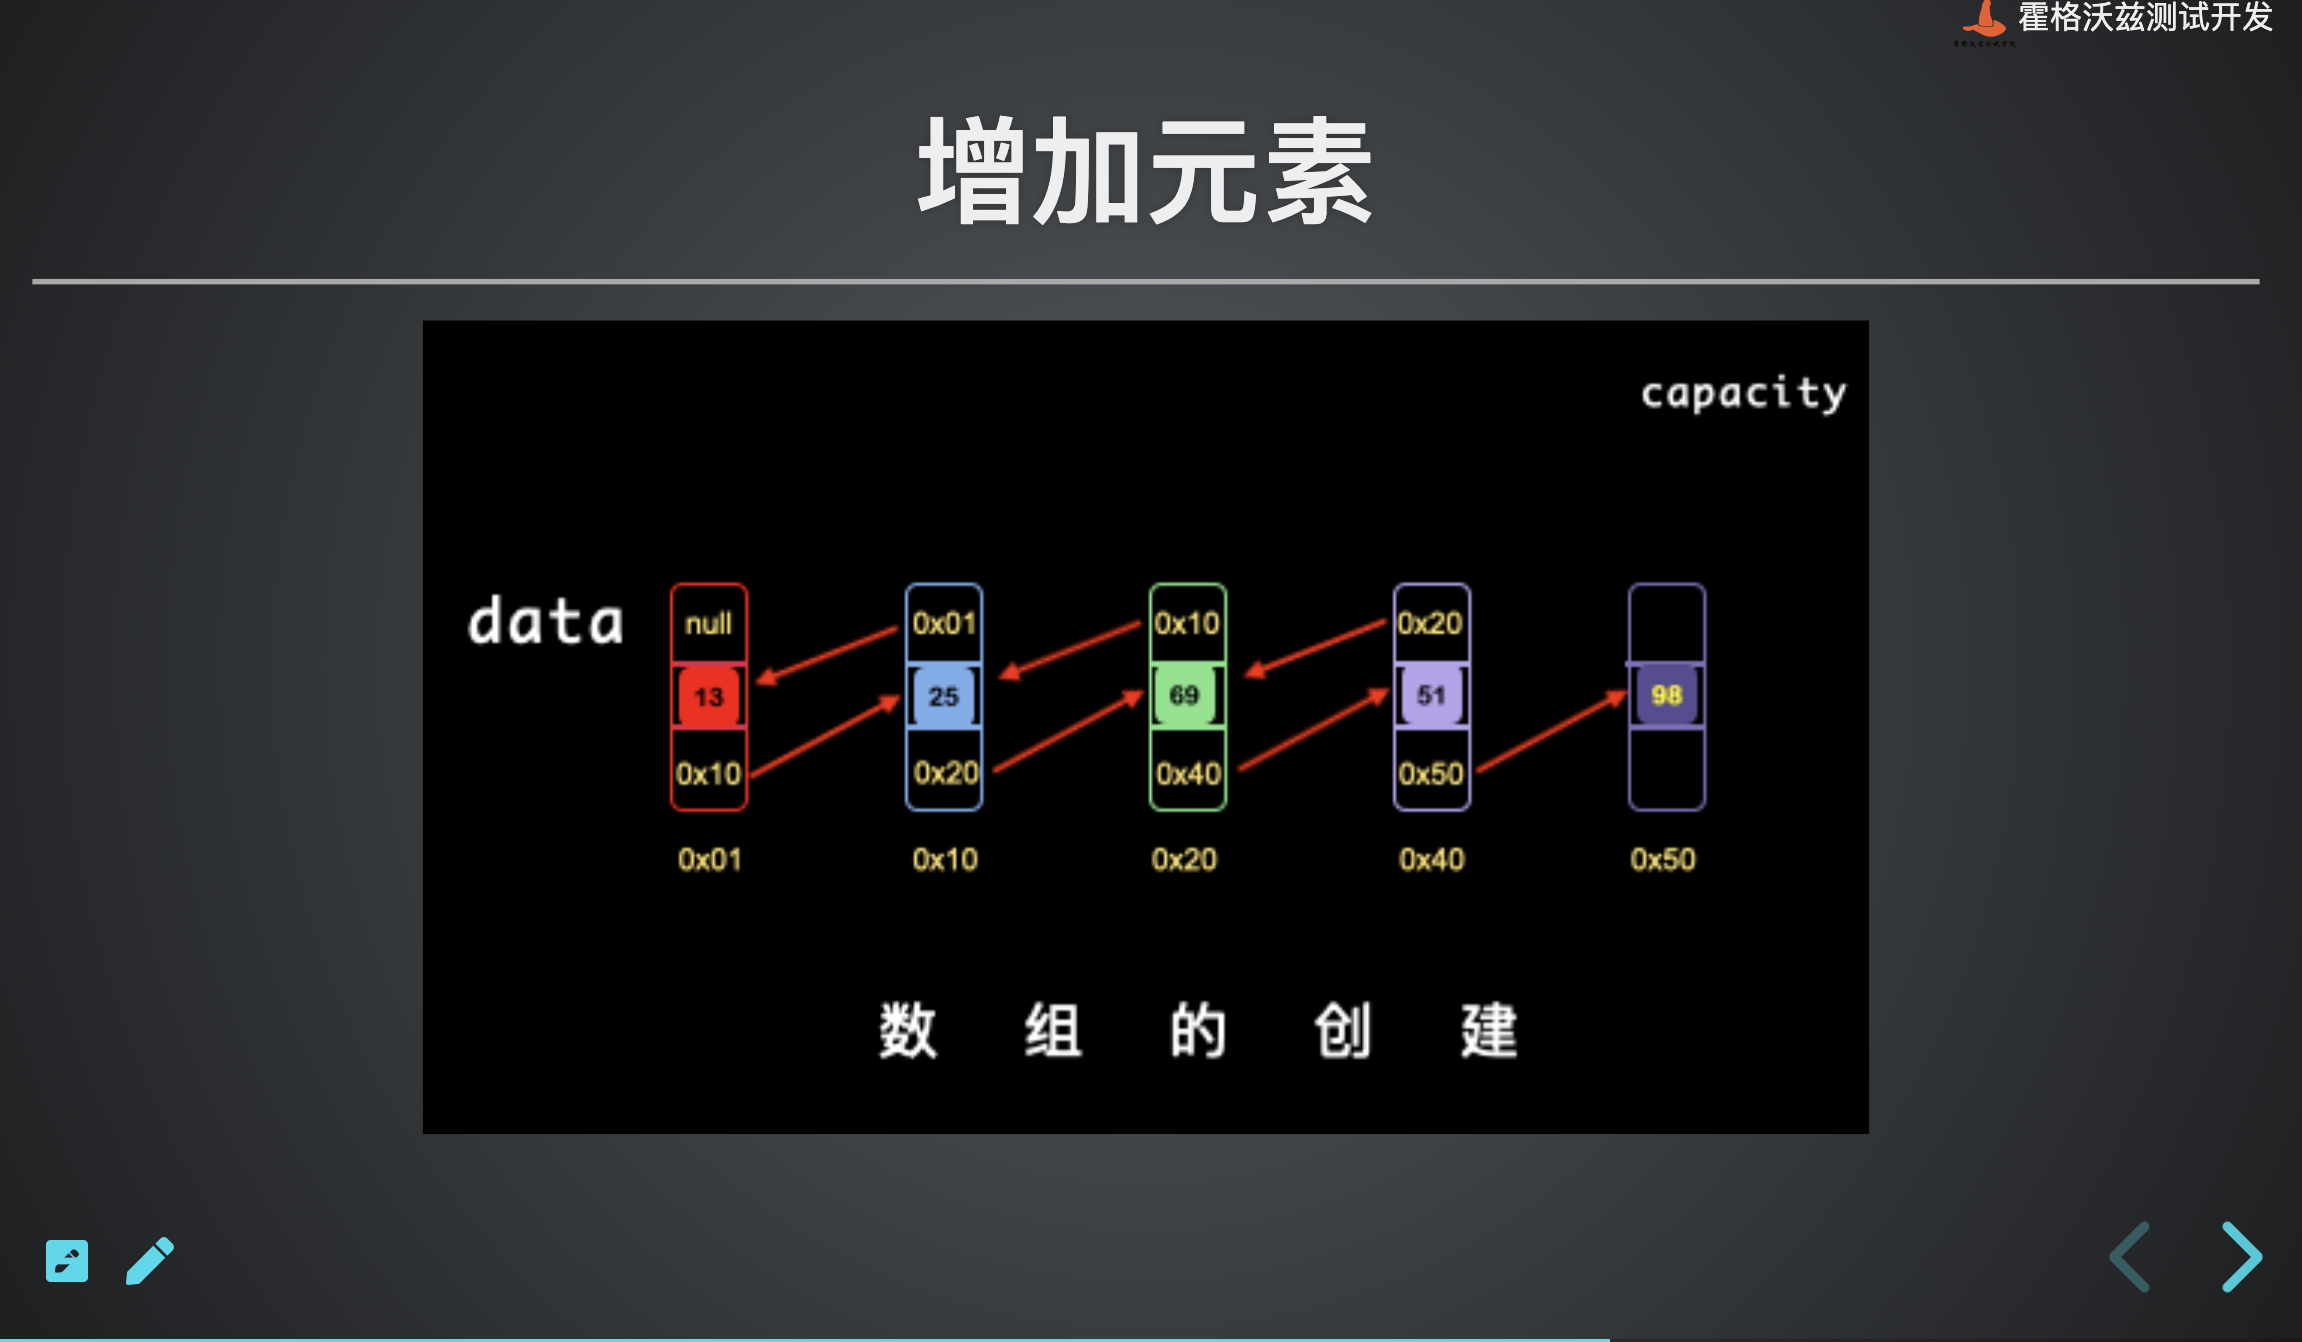 霍格沃兹测试开发
增加元素
capacity
data
null 0x01 0x10 0x20
13 25 69 51 98
0x10 0x20 0x40 0x50
0x01 0x10 0x20 0x40 0x50
数 组 的 创 建